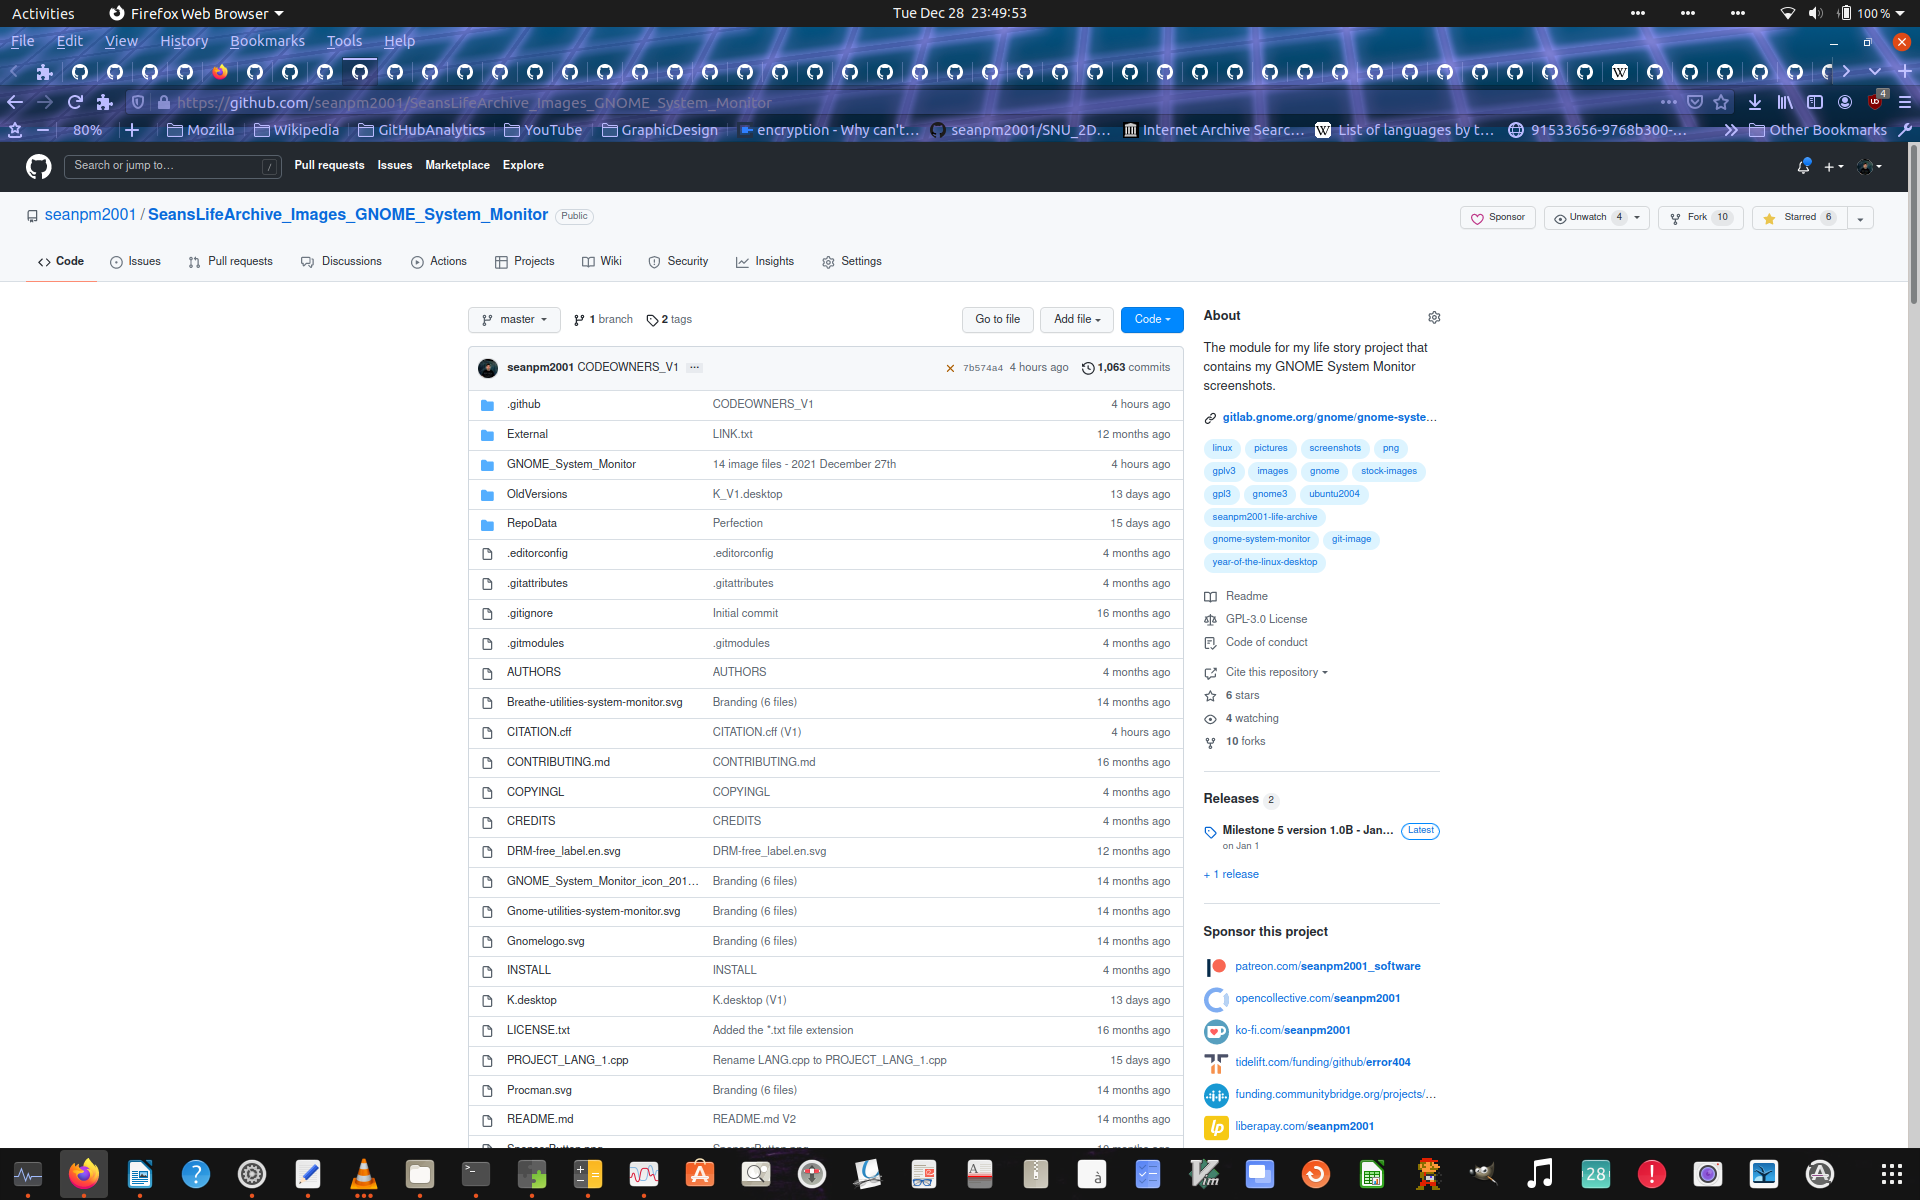 Activities Firefox Web Browser Tue Dec 28 23:49:53 100 %
File Edit View History Bookmarks Tools Help
https://github.com/seanpm2001/SeansLifeArchive_Images_GNOME_System_Monitor 4
80% Mozilla Wikipedia GitHubAnalytics YouTube GraphicDesign encryption - Why can't... seanpm2001/SNU_2D... Internet Archive Searc... List of languages by t... 91533656-9768b300-... Other Bookmarks
Search or jump to... / Pull requests Issues Marketplace Explore
seanpm2001 / SeansLifeArchive_Images_GNOME_System_Monitor Public Sponsor Unwatch 4 Fork 10 Starred 6
Code Issues Pull requests Discussions Actions Projects Wiki Security Insights Settings
master 1 branch 2 tags Go to file Add file Code
seanpm2001 CODEOWNERS_V1 ... 7b574a4 4 hours ago 1,063 commits
.github CODEOWNERS_V1 4 hours ago
External LINK.txt 12 months ago
GNOME_System_Monitor 14 image files - 2021 December 27th 4 hours ago
OldVersions K_V1.desktop 13 days ago
RepoData Perfection 15 days ago
.editorconfig .editorconfig 4 months ago
.gitattributes .gitattributes 4 months ago
.gitignore Initial commit 16 months ago
.gitmodules .gitmodules 4 months ago
AUTHORS AUTHORS 4 months ago
Breathe-utilities-system-monitor.svg Branding (6 files) 14 months ago
CITATION.cff CITATION.cff (V1) 4 hours ago
CONTRIBUTING.md CONTRIBUTING.md 16 months ago
COPYINGL COPYINGL 4 months ago
CREDITS CREDITS 4 months ago
DRM-free_label.en.svg DRM-free_label.en.svg 12 months ago
GNOME_System_Monitor_icon_201... Branding (6 files) 14 months ago
Gnome-utilities-system-monitor.svg Branding (6 files) 14 months ago
Gnomelogo.svg Branding (6 files) 14 months ago
INSTALL INSTALL 4 months ago
K.desktop K.desktop (V1) 13 days ago
LICENSE.txt Added the *.txt file extension 16 months ago
PROJECT_LANG_1.cpp Rename LANG.cpp to PROJECT_LANG_1.cpp 15 days ago
Procman.svg Branding (6 files) 14 months ago
README.md README.md V2 14 months ago
About
The module for my life story project that
contains my GNOME System Monitor
screenshots.
gitlab.gnome.org/gnome/gnome-syste...
linux pictures screenshots png
gplv3 images gnome stock-images
gpl3 gnome3 ubuntu2004
seanpm2001-life-archive
gnome-system-monitor git-image
year-of-the-linux-desktop
Readme
GPL-3.0 License
Code of conduct
Cite this repository
6 stars
4 watching
10 forks
Releases 2
Milestone 5 version 1.0B - Jan... Latest
on Jan 1
+ 1 release
Sponsor this project
patreon.com/seanpm2001_software
opencollective.com/seanpm2001
ko-fi.com/seanpm2001
tidelift.com/funding/github/error404
funding.communitybridge.org/projects/...
liberapay.com/seanpm2001
28